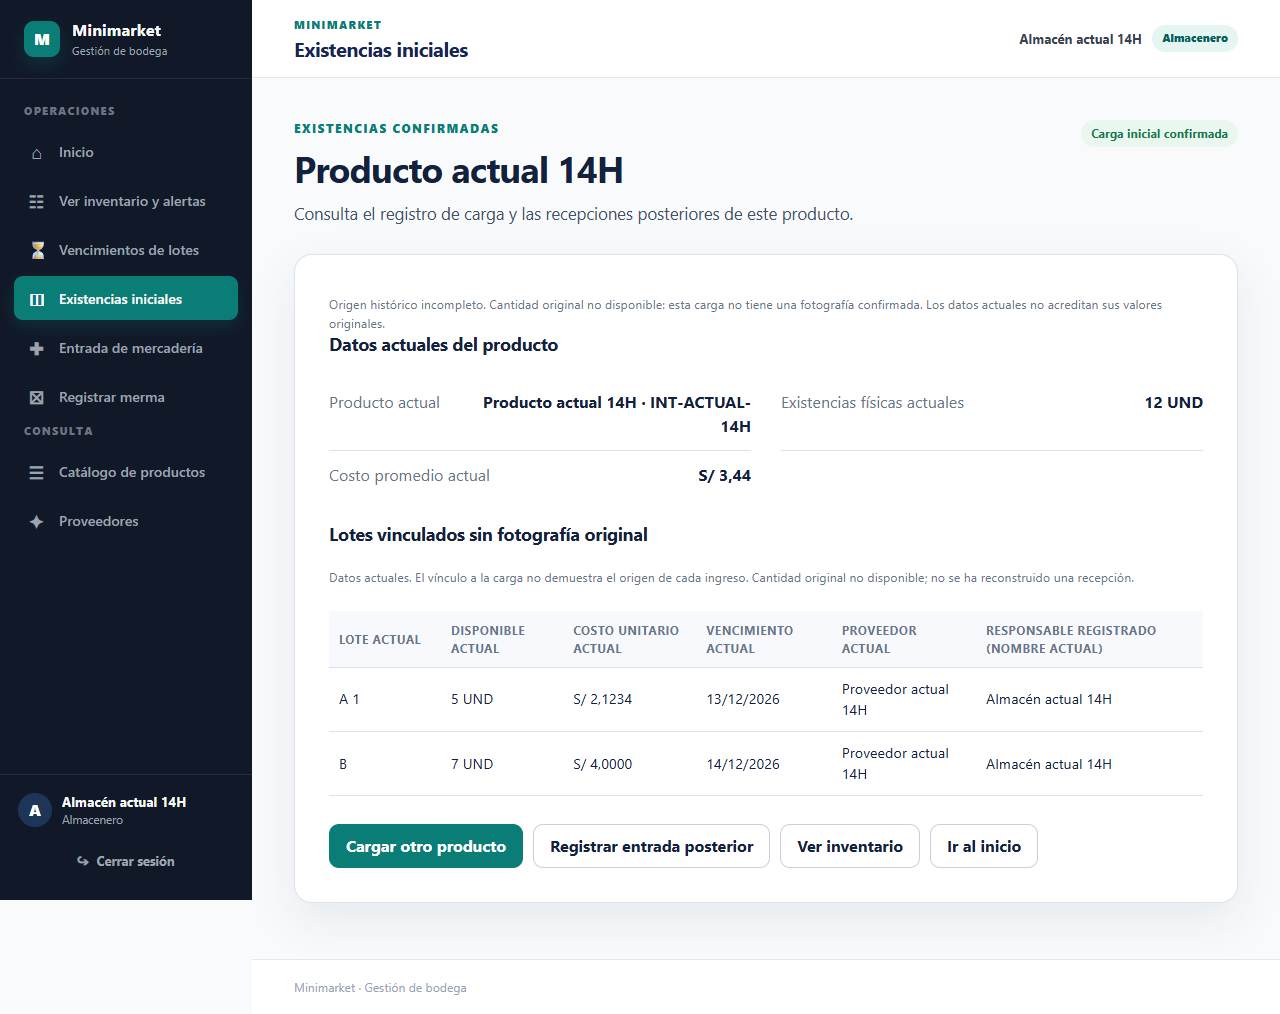 M
Minimarket
Gestión de bodega
OPERACIONES
Inicio
Ver inventario y alertas
Vencimientos de lotes
Existencias iniciales
Entrada de mercadería
Registrar merma
CONSULTA
Catálogo de productos
Proveedores
A
Almacén actual 14H
Almacenero
Cerrar sesión
MINIMARKET
Existencias iniciales
Almacén actual 14H
Almacenero
EXISTENCIAS CONFIRMADAS
Carga inicial confirmada
Producto actual 14H
Consulta el registro de carga y las recepciones posteriores de este producto.
Origen histórico incompleto. Cantidad original no disponible: esta carga no tiene una fotografía confirmada. Los datos actuales no acreditan sus valores
originales.
Datos actuales del producto
Producto actual
Producto actual 14H · INT-ACTUAL-
14H
Existencias físicas actuales
12 UND
Costo promedio actual
S/ 3,44
Lotes vinculados sin fotografía original
Datos actuales. El vínculo a la carga no demuestra el origen de cada ingreso. Cantidad original no disponible; no se ha reconstruido una recepción.
LOTE ACTUAL
DISPONIBLE
ACTUAL
COSTO UNITARIO
ACTUAL
VENCIMIENTO
ACTUAL
PROVEEDOR
ACTUAL
RESPONSABLE REGISTRADO
(NOMBRE ACTUAL)
A 1
5 UND
S/ 2,1234
13/12/2026
Proveedor actual
14H
Almacén actual 14H
B
7 UND
S/ 4,0000
14/12/2026
Proveedor actual
14H
Almacén actual 14H
Cargar otro producto
Registrar entrada posterior
Ver inventario
Ir al inicio
Minimarket · Gestión de bodega